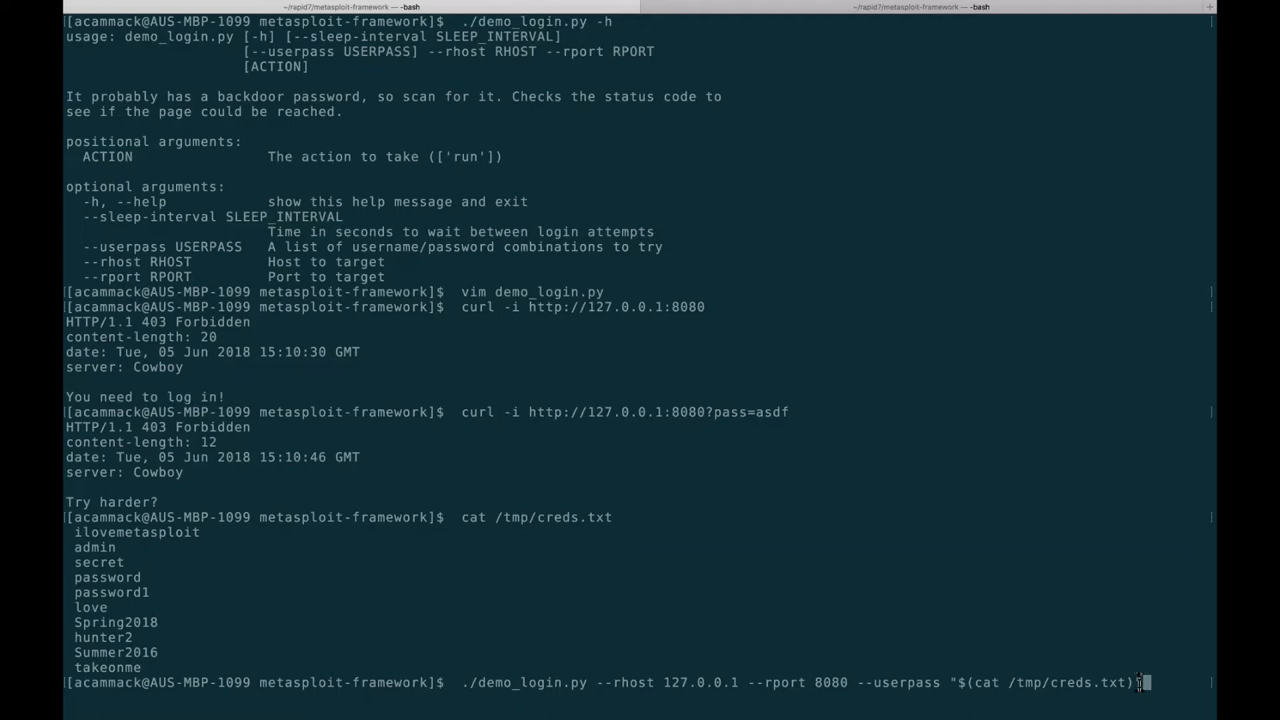 ~/rapid7/metasploit-framework — -bash
~/rapid7/metasploit-framework — -bash
[acammack@AUS-MBP-1099 metasploit-framework]$ ./demo_login.py -h
usage: demo_login.py [-h] [--sleep-interval SLEEP_INTERVAL]
[--userpass USERPASS] --rhost RHOST --rport RPORT
[ACTION]
It probably has a backdoor password, so scan for it. Checks the status code to
see if the page could be reached.
positional arguments:
ACTION The action to take (['run'])
optional arguments:
-h, --help show this help message and exit
--sleep-interval SLEEP_INTERVAL
Time in seconds to wait between login attempts
--userpass USERPASS A list of username/password combinations to try
--rhost RHOST Host to target
--rport RPORT Port to target
[acammack@AUS-MBP-1099 metasploit-framework]$ vim demo_login.py
[acammack@AUS-MBP-1099 metasploit-framework]$ curl -i http://127.0.0.1:8080
HTTP/1.1 403 Forbidden
content-length: 20
date: Tue, 05 Jun 2018 15:10:30 GMT
server: Cowboy
You need to log in!
[acammack@AUS-MBP-1099 metasploit-framework]$ curl -i http://127.0.0.1:8080?pass=asdf
HTTP/1.1 403 Forbidden
content-length: 12
date: Tue, 05 Jun 2018 15:10:46 GMT
server: Cowboy
Try harder?
[acammack@AUS-MBP-1099 metasploit-framework]$ cat /tmp/creds.txt
ilovemetasploit
admin
secret
password
password1
love
Spring2018
hunter2
Summer2016
takeonme
[acammack@AUS-MBP-1099 metasploit-framework]$ ./demo_login.py --rhost 127.0.0.1 --rport 8080 --userpass "$(cat /tmp/creds.txt)"